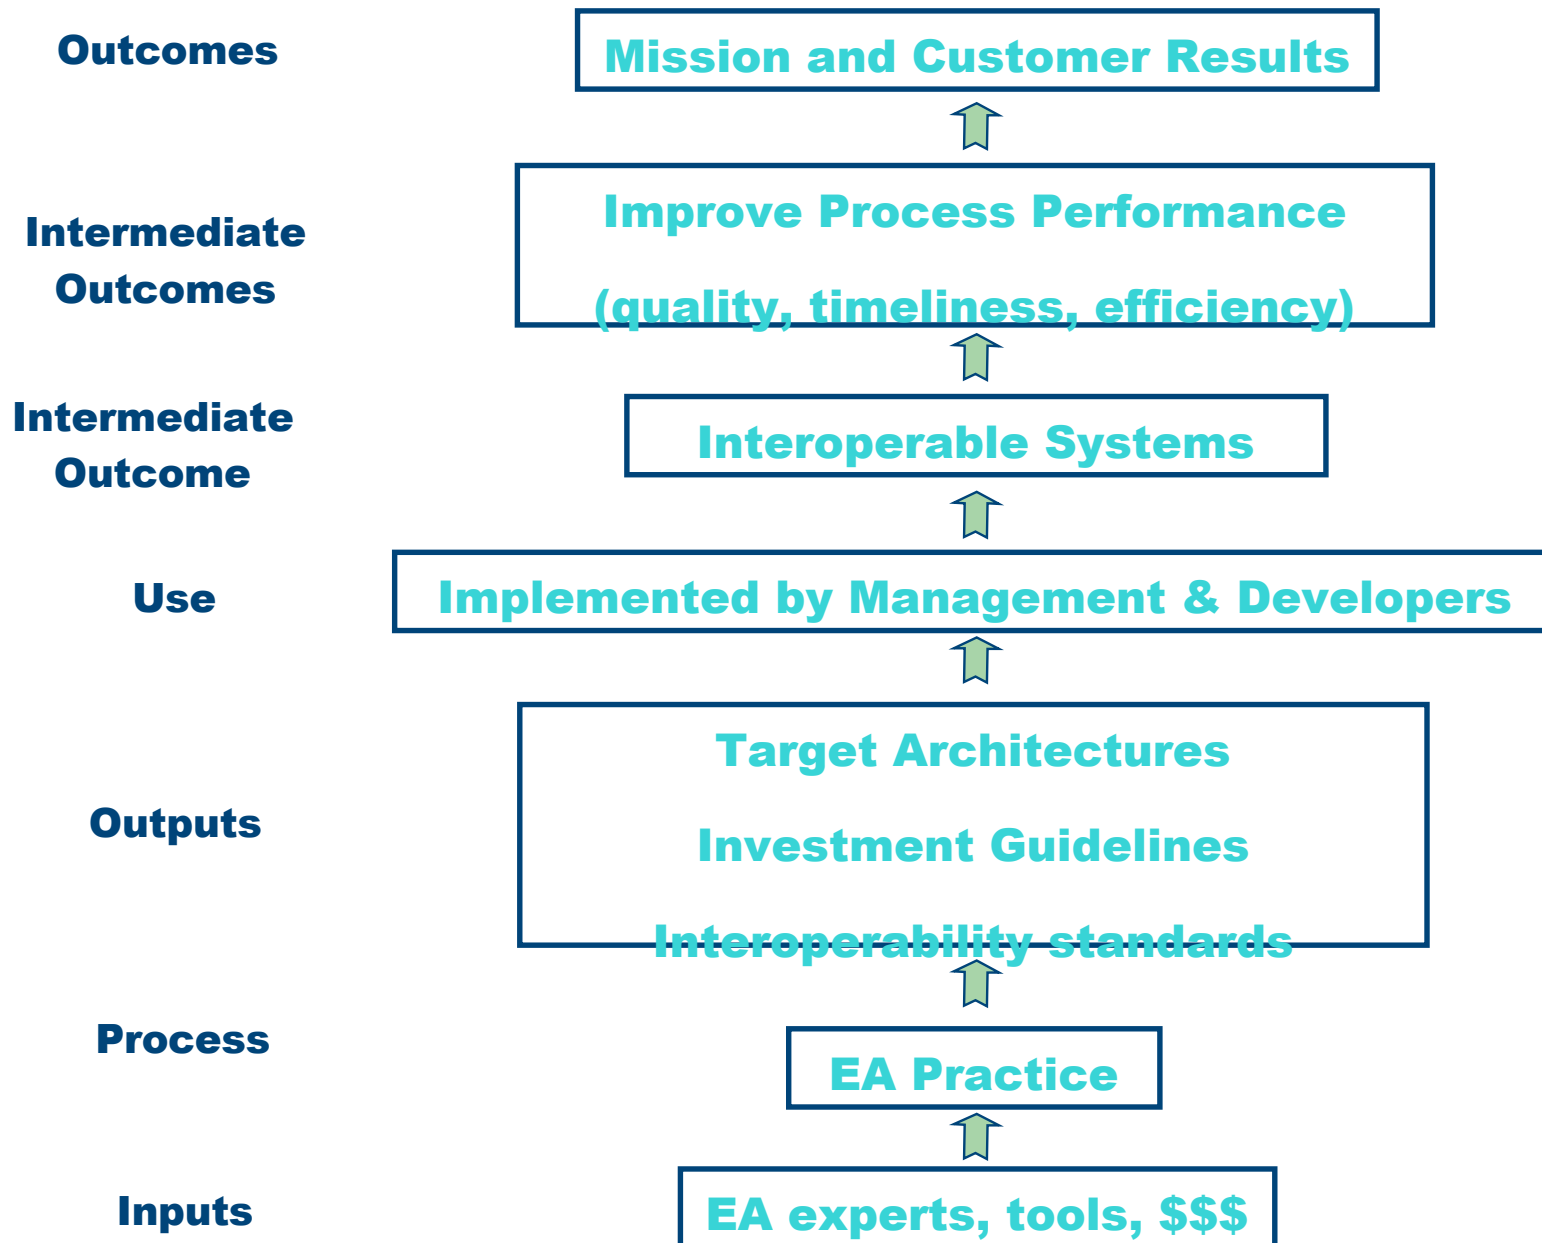 Outcomes
Mission and Customer Results
Intermediate
Outcomes
Improve Process Performance
(quality, timeliness, efficiency)
Intermediate
Outcome
Interoperable Systems
Use
Implemented by Management & Developers
Outputs
Target Architectures
Investment Guidelines
Interoperability standards
Process
EA Practice
Inputs
EA experts, tools, $$$